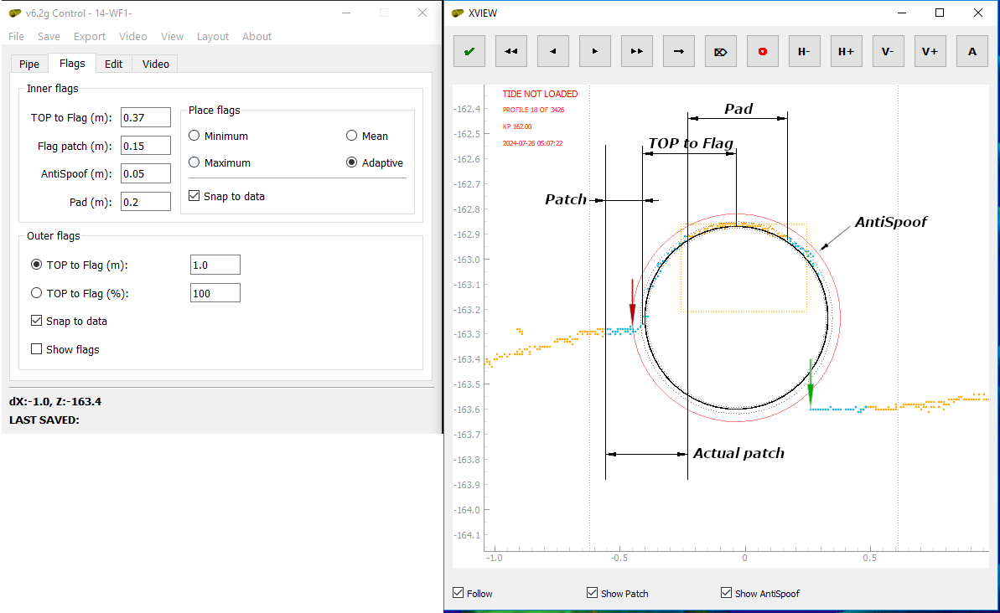 v6.2g Control - 14-WF1-
File Save Export Video View Layout About
Pipe Flags Edit Video
Inner flags
TOP to Flag (m): 0.37
Flag patch (m): 0.15
AntiSpoof (m): 0.05
Pad (m): 0.2
Place flags
Minimum Mean
Maximum Adaptive
Snap to data
Outer flags
TOP to Flag (m): 1.0
TOP to Flag (%): 100
Snap to data
Show flags
dX:-1.0, Z:-163.4
LAST SAVED:
XVIEW
H- H+ V- V+ A
TIDE NOT LOADED
PROFILE 18 OF 3426
KP 162.00
2024-07-26 05:07:22
Pad
TOP to Flag
Patch
AntiSpoof
Actual patch
-162.4
-162.5
-162.6
-162.7
-162.8
-162.9
-163.0
-163.1
-163.2
-163.3
-163.4
-163.5
-163.6
-163.7
-163.8
-163.9
-164.0
-164.1
-1.0 -0.5 0 0.5
Follow Show Patch Show AntiSpoof